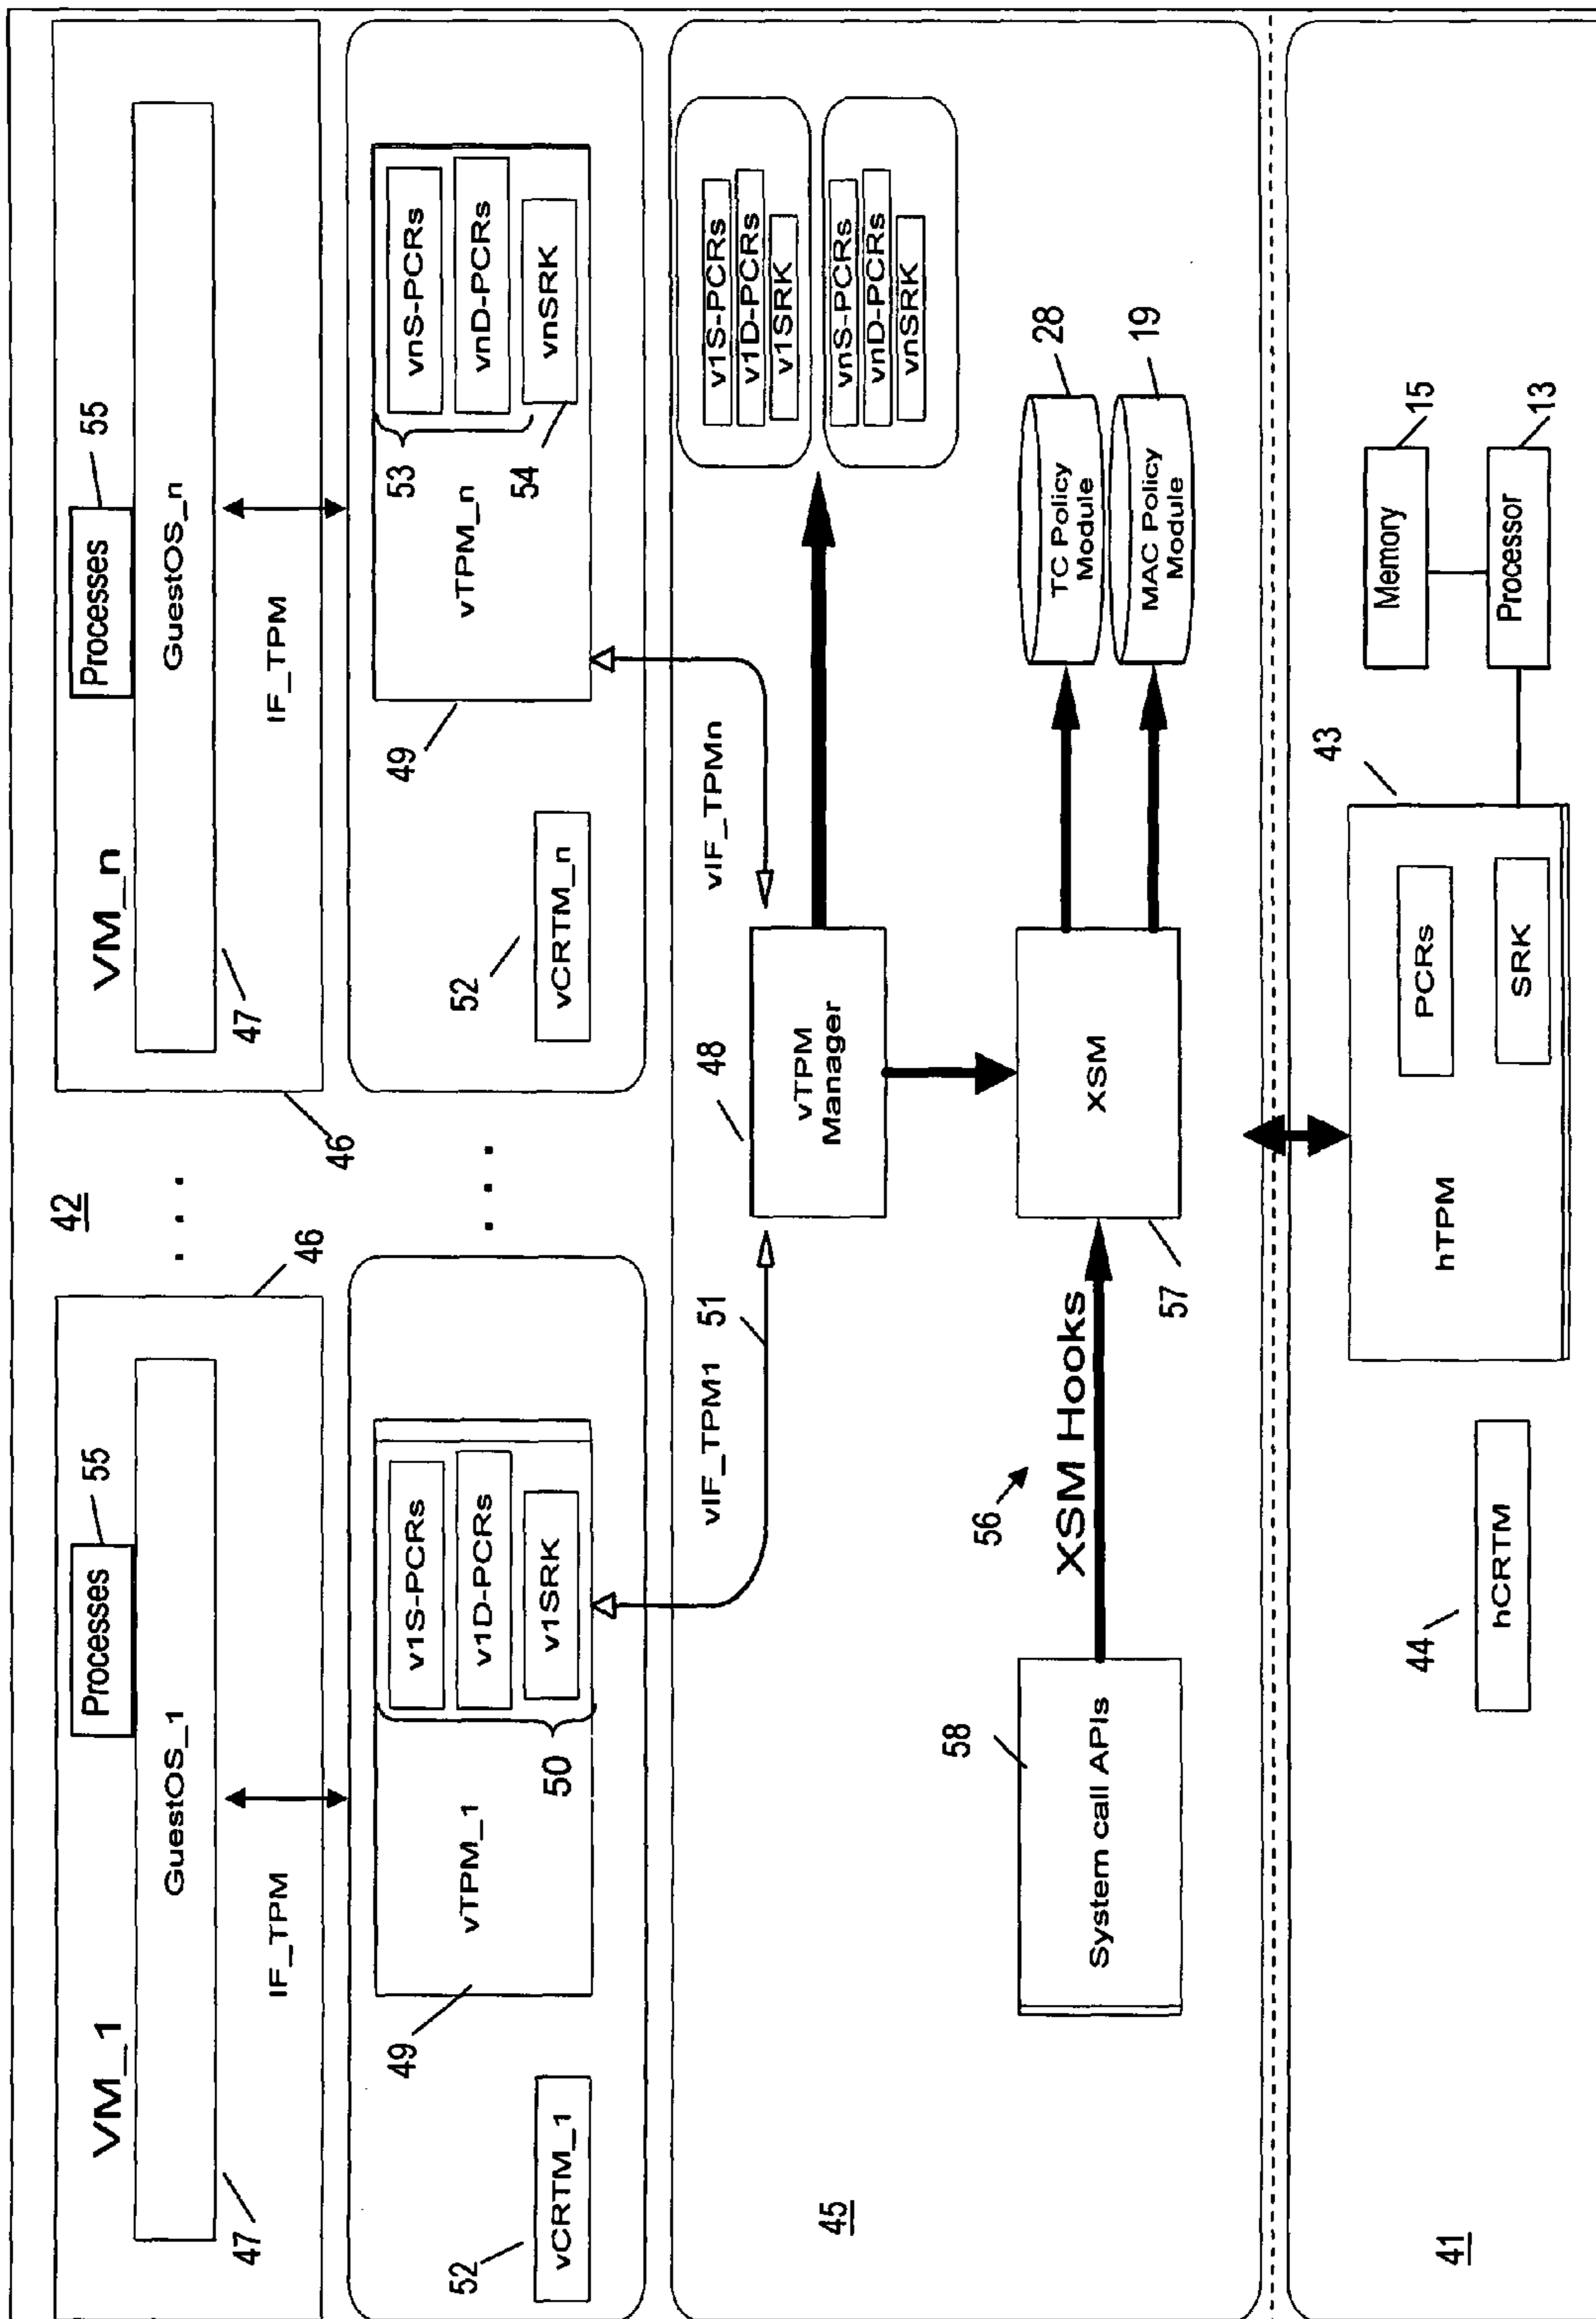 42
VM_1
Processes
55
GuestOS_1
47
46
. . .
46
VM_n
Processes
55
GuestOS_n
47
IF_TPM
IF_TPM
52
vCRTM_1
49
vTPM_1
50
v1S-PCRs
v1D-PCRs
v1SRK
. . .
52
vCRTM_n
49
vTPM_n
53
54
vnS-PCRs
vnD-PCRs
vnSRK
45
vIF_TPM1
51
48
vTPM
Manager
vIF_TPMn
v1S-PCRs
v1D-PCRs
v1SRK
vnS-PCRs
vnD-PCRs
vnSRK
58
System call APIs
56
XSM Hooks
57
XSM
TC Policy
Module
28
MAC Policy
Module
19
41
44
hCRTM
hTPM
43
PCRs
SRK
Memory
15
Processor
13